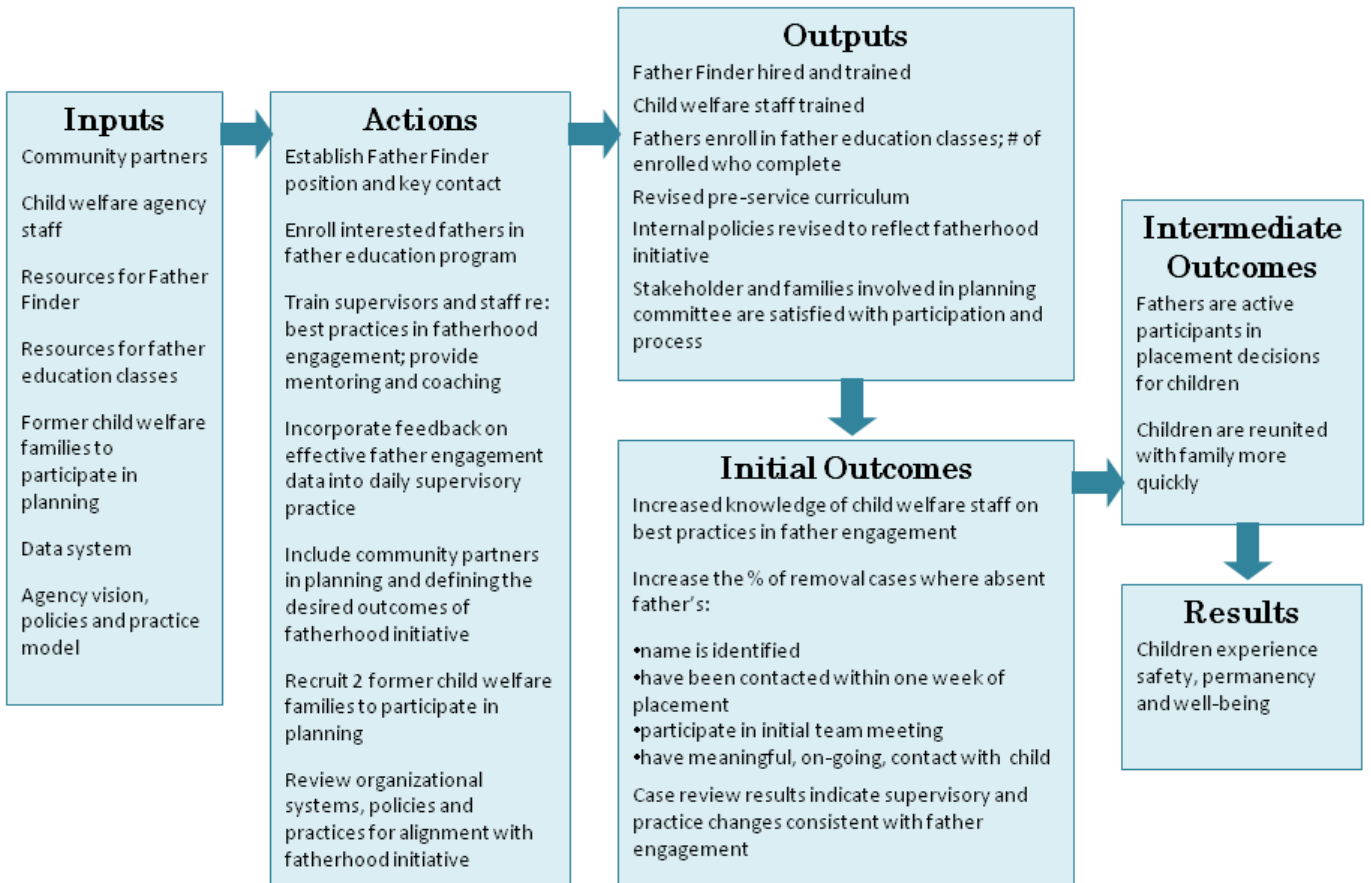 Inputs
Community partners
Child welfare agency
staff
Resources for Father
Finder
Resources for father
education classes
Former child welfare
families to
participate in
planning
Data system
Agency vision,
policies and practice
model
Actions
Establish Father Finder
position and key contact
Enroll interested fathers in
father education program
Train supervisors and staff re:
best practices in fatherhood
engagement; provide
mentoring and coaching
Incorporate feedback on
effective father engagement
data into daily supervisory
practice
Include community partners
in planning and defining the
desired outcomes of
fatherhood initiative
Recruit 2 former child welfare
families to participate in
planning
Review organizational
systems, policies and
practices for alignment with
fatherhood initiative
Outputs
Father Finder hired and trained
Child welfare staff trained
Fathers enroll in father education classes; # of
enrolled who complete
Revised pre-service curriculum
Internal policies revised to reflect fatherhood
initiative
Stakeholder and families involved in planning
committee are satisfied with participation and
process
Initial Outcomes
Increased knowledge of child welfare staff on
best practices in father engagement
Increase the % of removal cases where absent
father's:
•name is identified
•have been contacted within one week of
placement
•participate in initial team meeting
•have meaningful, on-going, contact with child
Case review results indicate supervisory and
practice changes consistent with father
engagement
Intermediate
Outcomes
Fathers are active
participants in
placement decisions
for children
Children are reunited
with family more
quickly
Results
Children experience
safety, permanency
and well-being